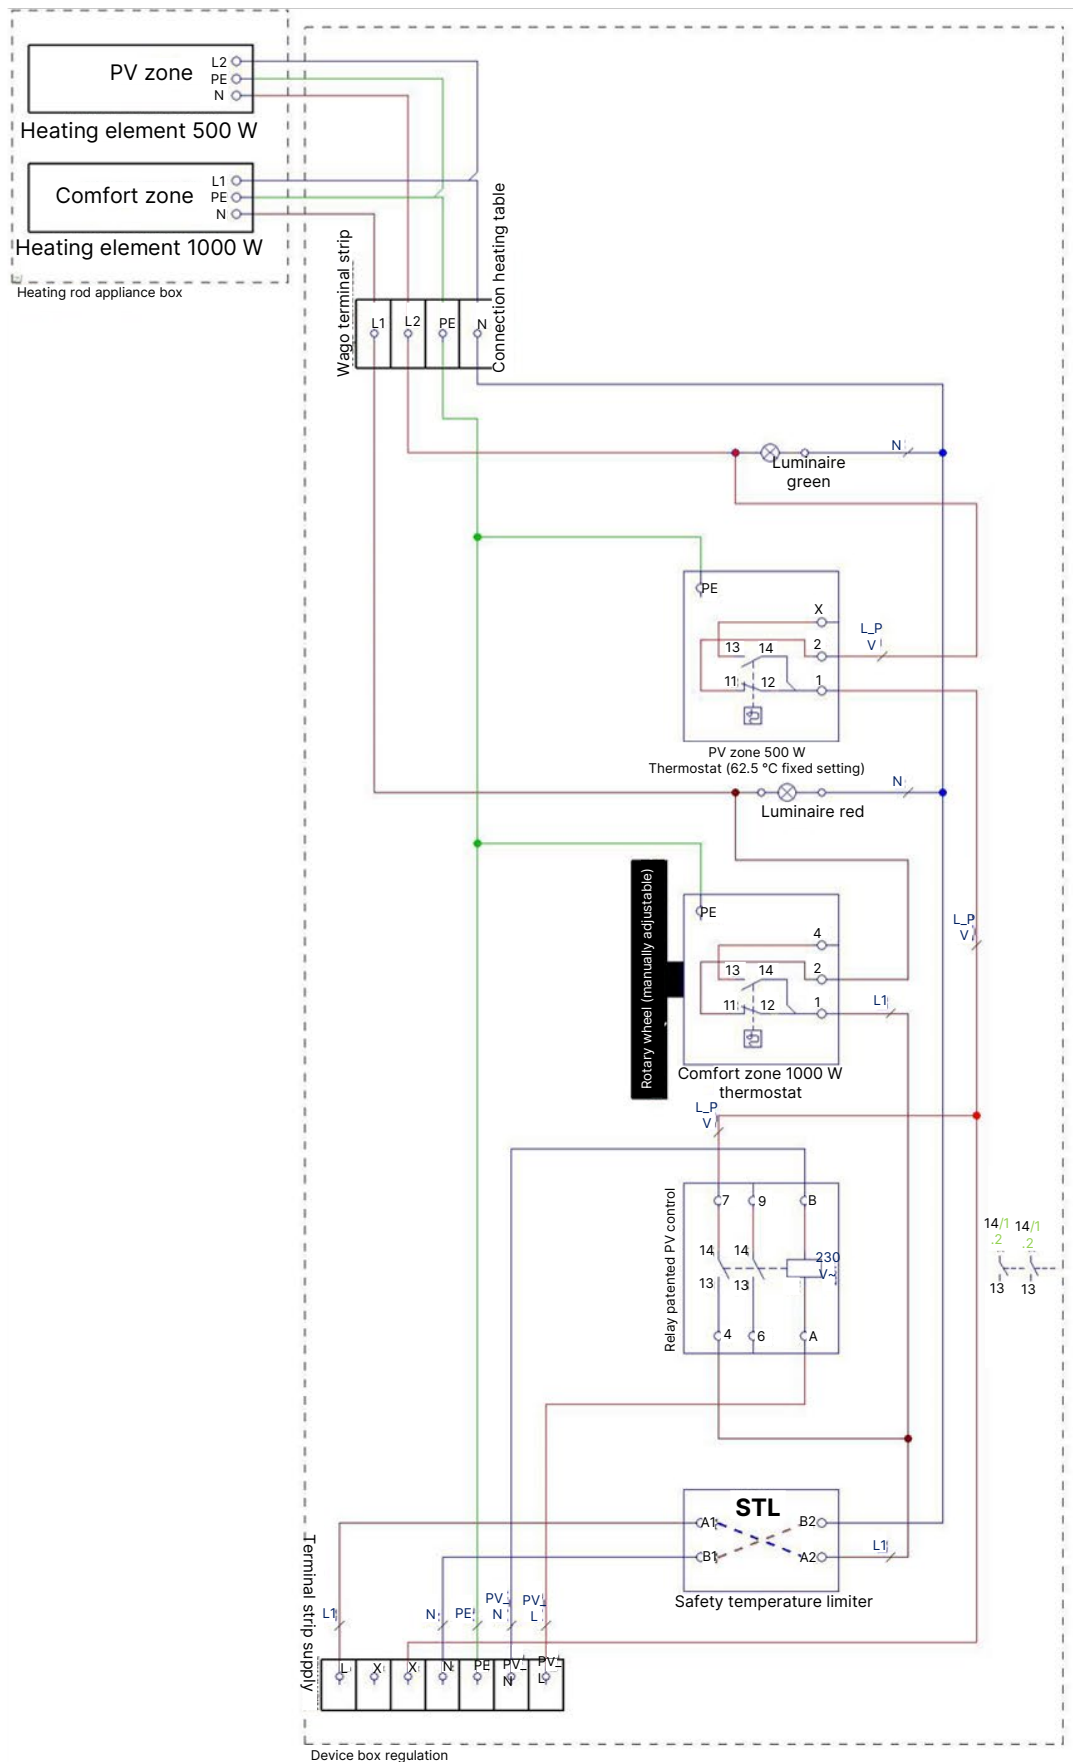 PV zone
L2
PE
N
Heating element 500 W
Comfort zone
L1
PE
N
Heating element 1000 W
Heating rod appliance box
Wago terminal strip
L1
L2
PE
N
Connection heating table
N
Luminaire
green
PE
X
L_P
V
13
14
2
11
12
1
PV zone 500 W
Thermostat (62.5 °C fixed setting)
N
Luminaire red
Rotary wheel (manually adjustable)
PE
4
L_P
V
13
14
2
11
12
1
L1
Comfort zone 1000 W
thermostat
L_P
V
Relay patented PV control
7
9
B
14
14
230
V~
13
13
4
6
A
14/1
.2
14/1
.2
13
13
STL
A1
B2
B1
A2
L1
Safety temperature limiter
Terminal strip supply
L1
N
PE
PV_
N
PV_
L
L
X
X
N
PE
PV_
N
PV_
L
Device box regulation